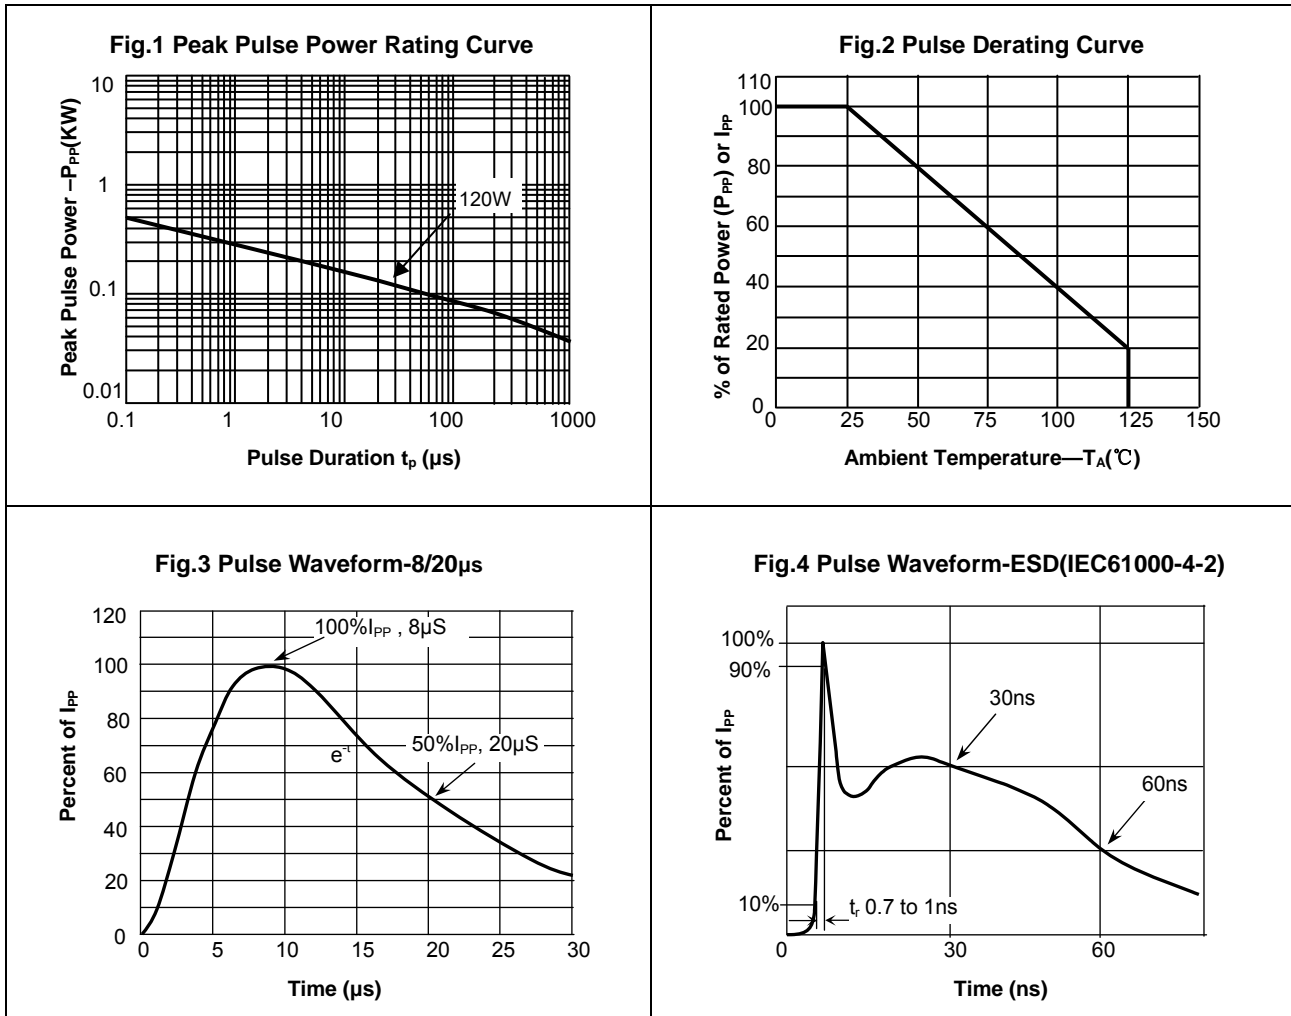 Fig.1 Peak Pulse Power Rating Curve
Peak Pulse Power –PPP(KW)
10
1
0.1
0.01
120W
0.1 1 10 100 1000
Pulse Duration tp (μs)
Fig.2 Pulse Derating Curve
% of Rated Power (PPP) or IPP
110
100
80
60
40
20
0
0 25 50 75 100 125 150
Ambient Temperature—TA(℃)
Fig.3 Pulse Waveform-8/20μs
Percent of IPP
120
100
80
60
40
20
0
100%IPP , 8μS
e-t
50%IPP, 20μS
0 5 10 15 20 25 30
Time (μs)
Fig.4 Pulse Waveform-ESD(IEC61000-4-2)
Percent of IPP
100%
90%
10%
30ns
60ns
tr 0.7 to 1ns
0 30 60
Time (ns)